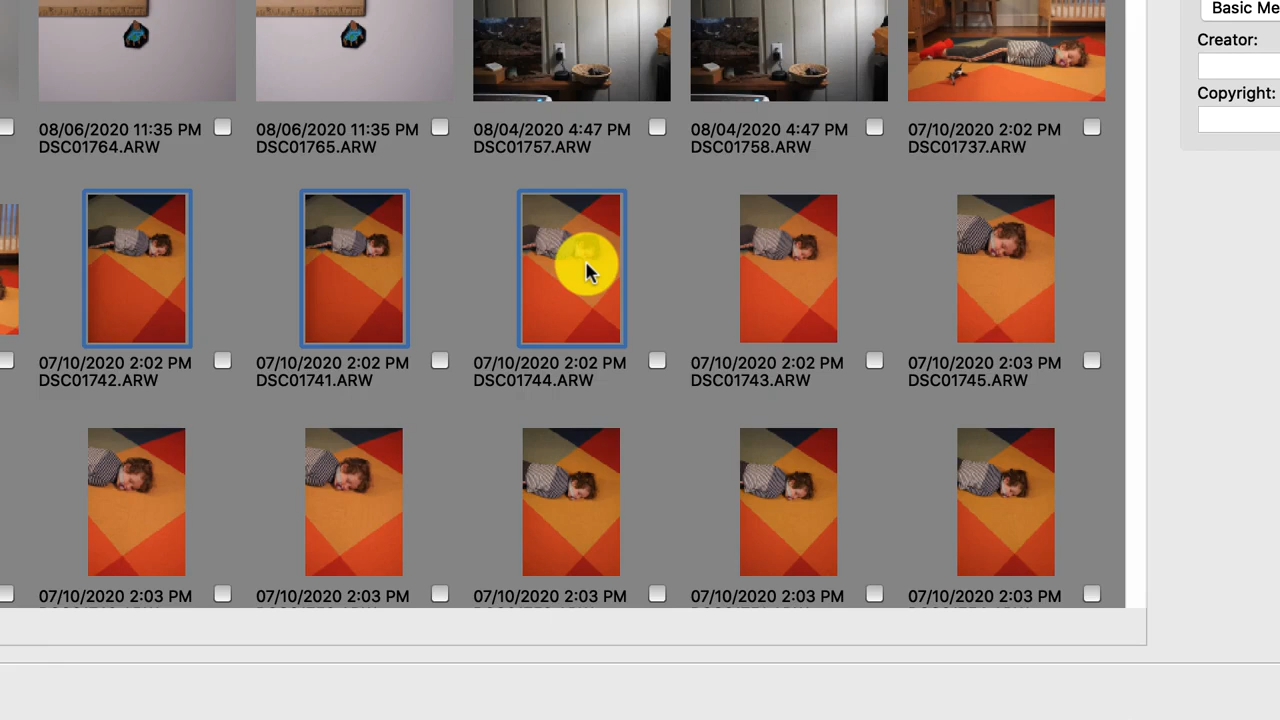 Basic Me
Creator:
Copyright:
08/06/2020 11:35 PM
DSC01764.ARW
08/06/2020 11:35 PM
DSC01765.ARW
08/04/2020 4:47 PM
DSC01757.ARW
08/04/2020 4:47 PM
DSC01758.ARW
07/10/2020 2:02 PM
DSC01737.ARW
07/10/2020 2:02 PM
DSC01742.ARW
07/10/2020 2:02 PM
DSC01741.ARW
07/10/2020 2:02 PM
DSC01744.ARW
07/10/2020 2:02 PM
DSC01743.ARW
07/10/2020 2:03 PM
DSC01745.ARW
07/10/2020 2:03 PM
07/10/2020 2:03 PM
07/10/2020 2:03 PM
07/10/2020 2:03 PM
07/10/2020 2:03 PM